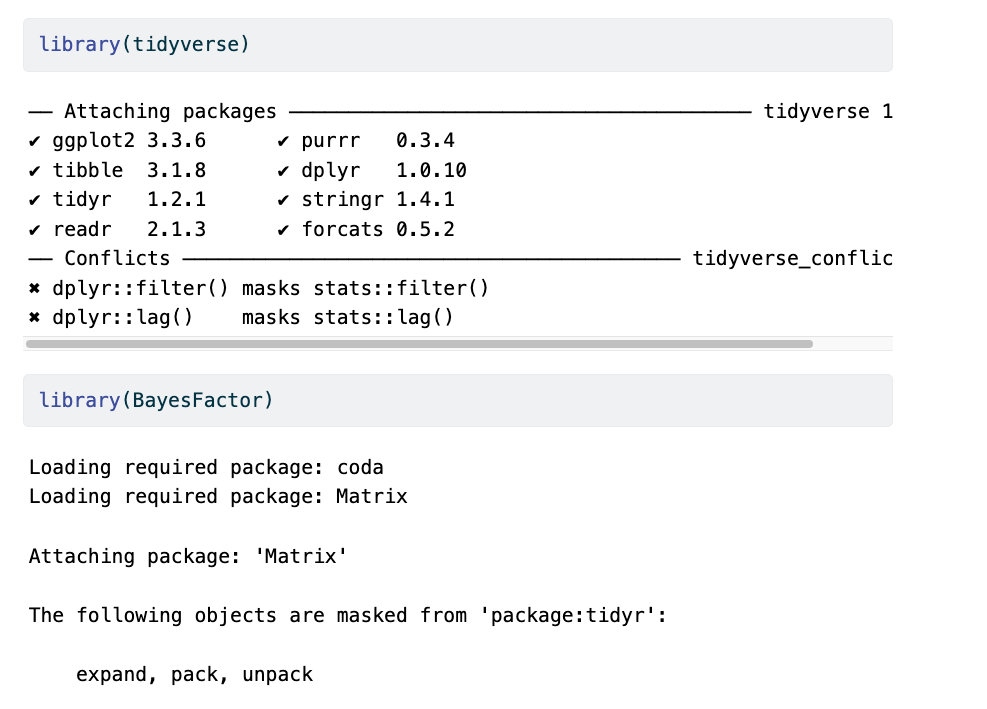 library(tidyverse)
── Attaching packages ─────────────────────────────────────── tidyverse 1
✔ ggplot2 3.3.6      ✔ purrr   0.3.4
✔ tibble  3.1.8      ✔ dplyr   1.0.10
✔ tidyr   1.2.1      ✔ stringr 1.4.1
✔ readr   2.1.3      ✔ forcats 0.5.2
── Conflicts ────────────────────────────────────────── tidyverse_conflic
✖ dplyr::filter() masks stats::filter()
✖ dplyr::lag()    masks stats::lag()
library(BayesFactor)
Loading required package: coda
Loading required package: Matrix
Attaching package: 'Matrix'
The following objects are masked from 'package:tidyr':
    expand, pack, unpack